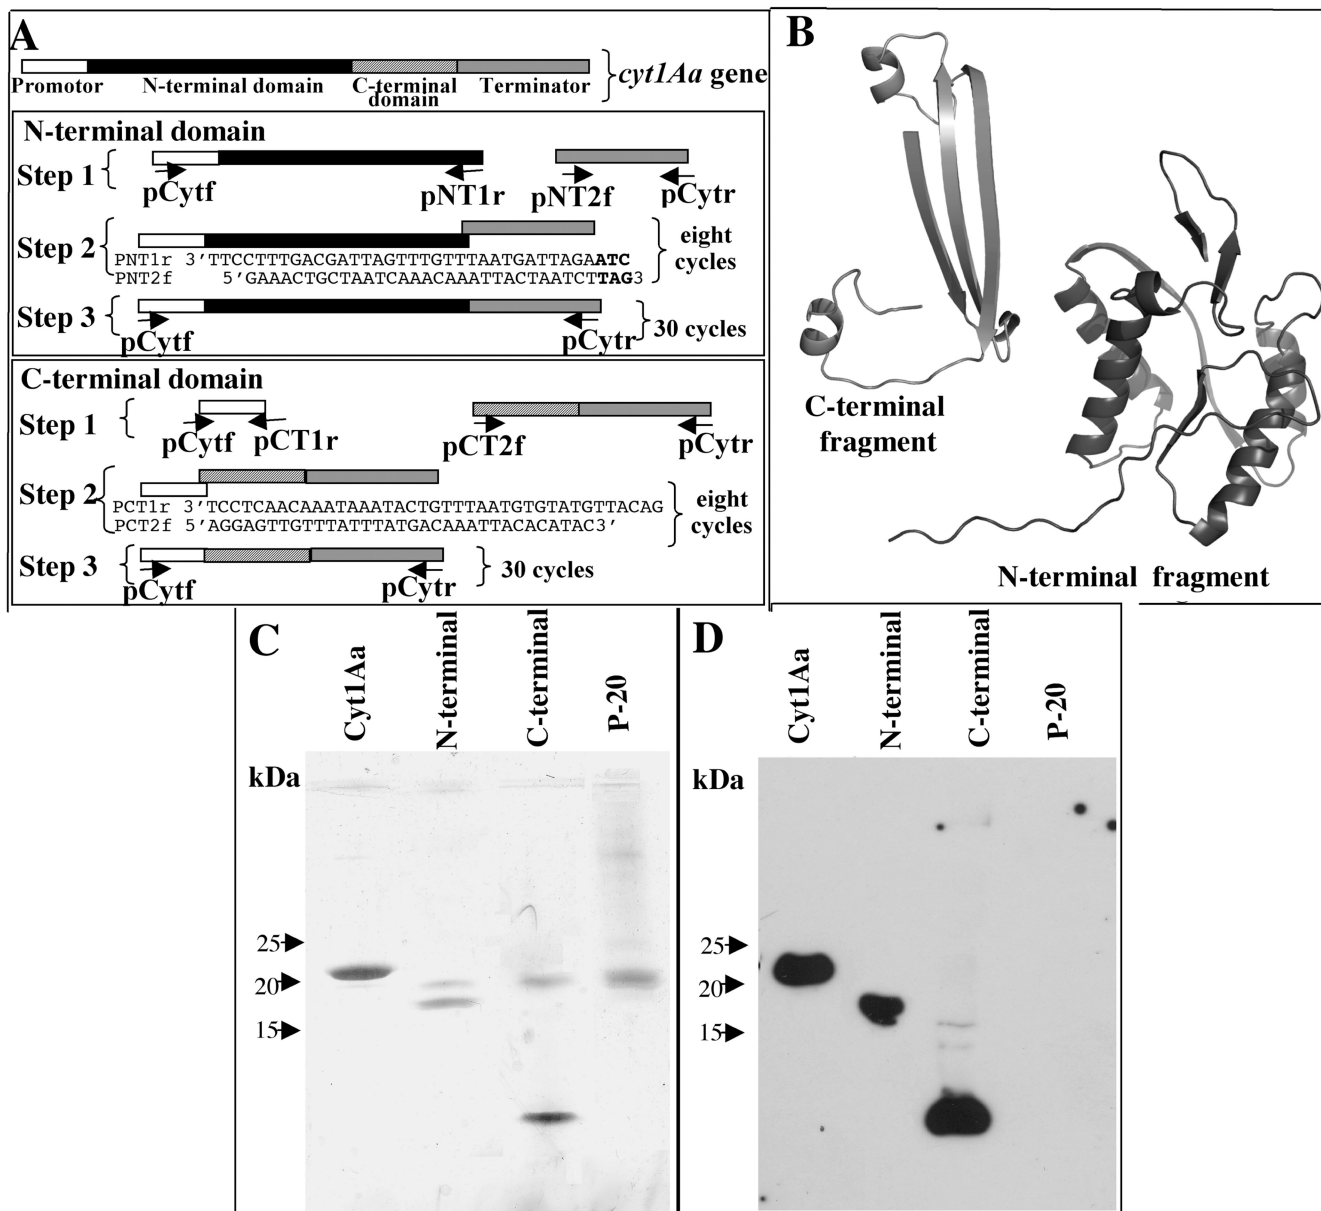 A
Promotor
N-terminal domain
C-terminal
domain
Terminator
cyt1Aa gene
N-terminal domain
Step 1
pCytf
pNT1r
pNT2f
pCytr
Step 2
PNT1r 3’TTCCTTTGACGATTAGTTTGTTTAATGATTAGAATC
PNT2f 5’GAAACTGCTAATCAAACAAATTACTAATCTTAG3
eight
cycles
Step 3
pCytf
pCytr
30 cycles
C-terminal domain
Step 1
pCytf
pCT1r
pCT2f
pCytr
Step 2
PCT1r 3’TCCTCAACAAATAAATACTGTTTAATGTGTATGTTACAG
PCT2f 5’AGGAGTTGTTTATTTATGACAAATTACACATAC3’
eight
cycles
Step 3
pCytf
pCytr
30 cycles
B
C-terminal
fragment
N-terminal fragment
C
Cyt1Aa
N-terminal
C-terminal
P-20
kDa
25
20
15
D
Cyt1Aa
N-terminal
C-terminal
P-20
kDa
25
20
15